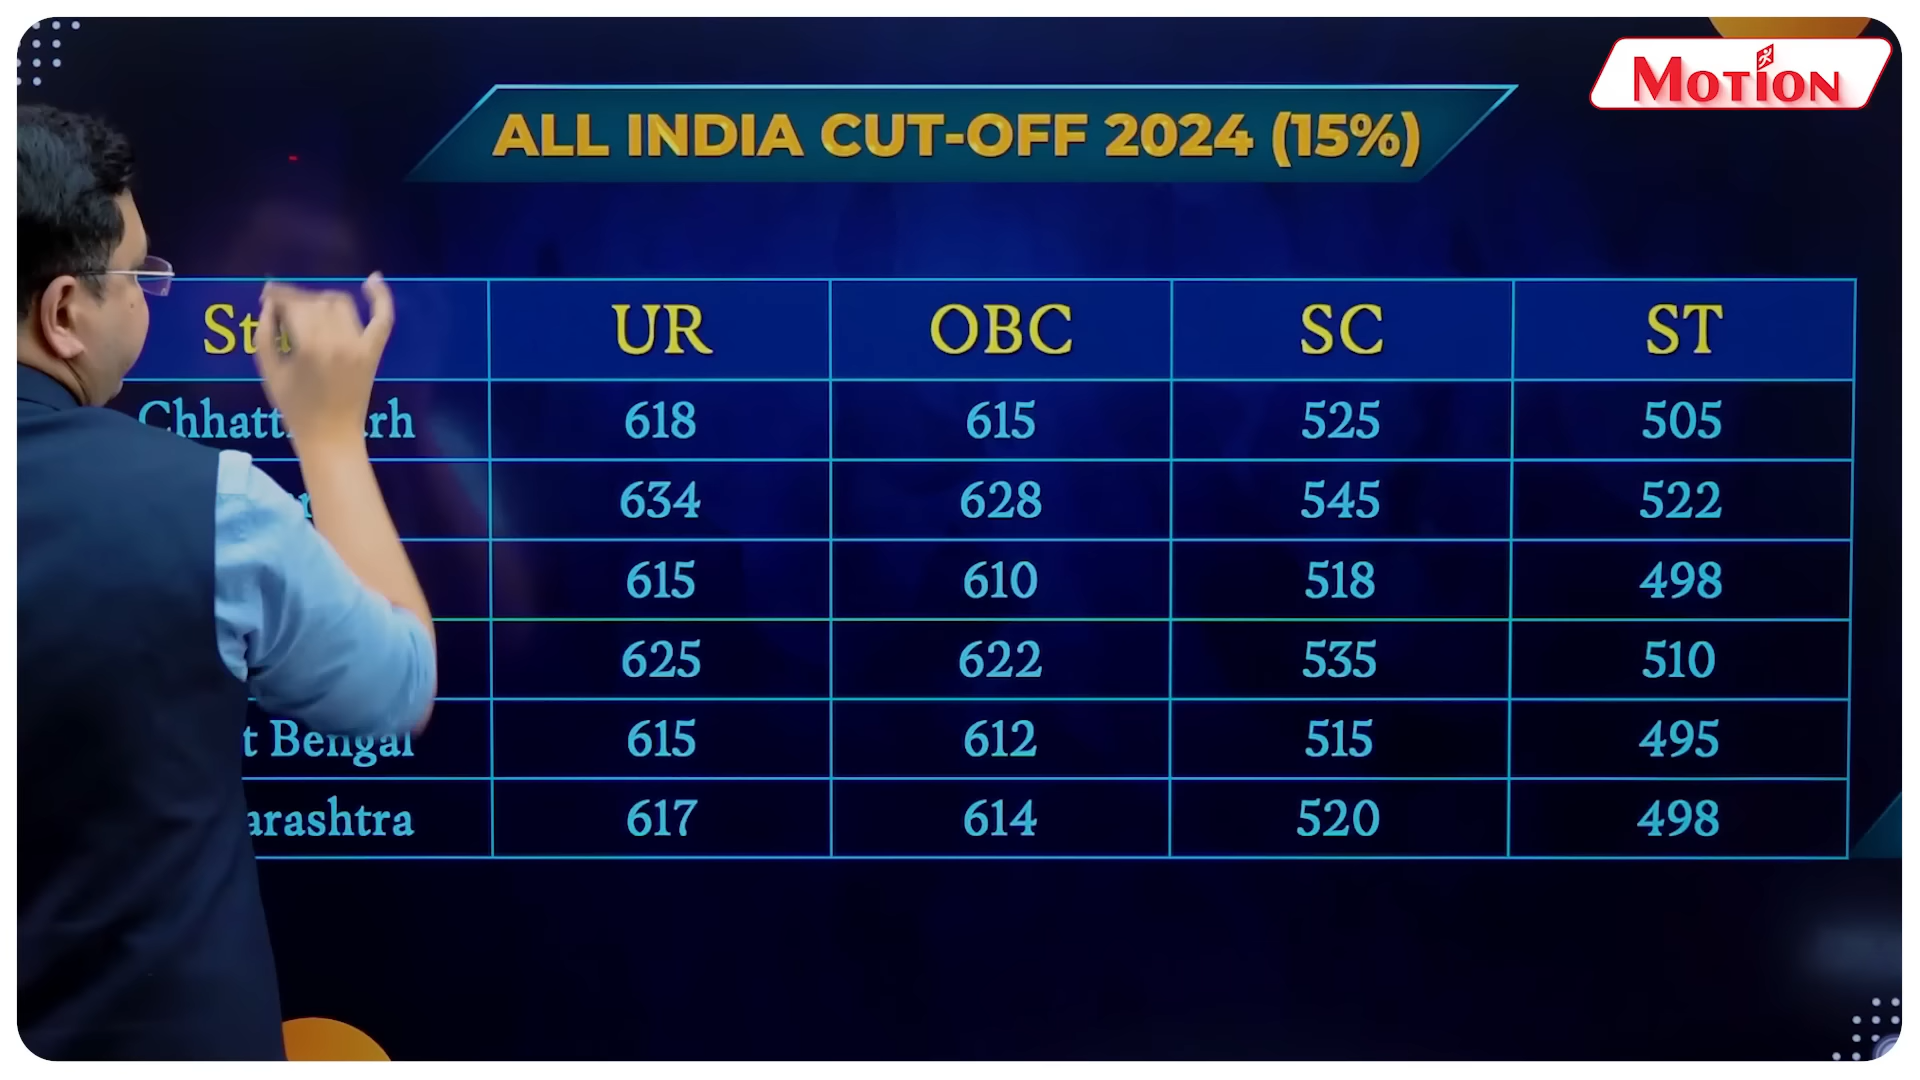 MOTION
ALL INDIA CUT-OFF 2024 (15%)
UR OBC SC ST
618 615 525 505
634 628 545 522
615 610 518 498
625 622 535 510
Bengal 615 612 515 495
617 614 520 498